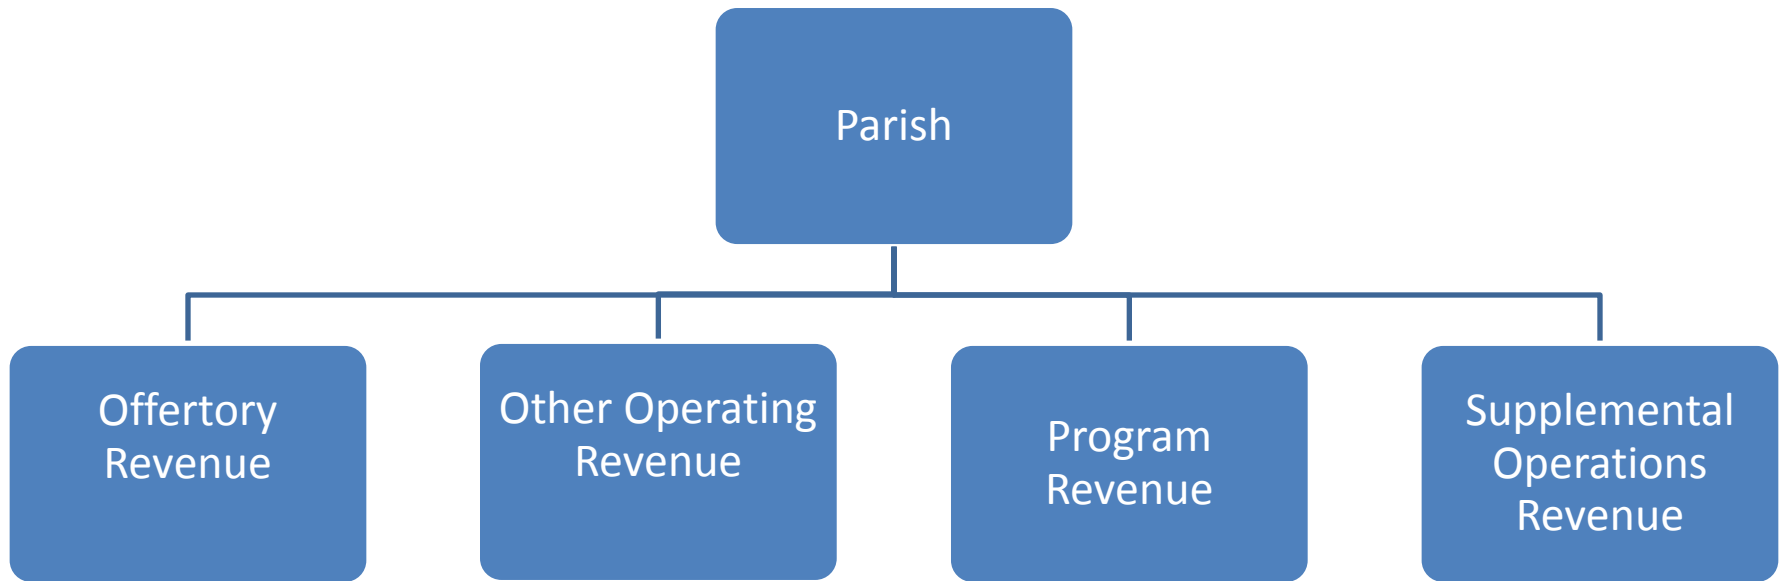 Parish
Offertory
Revenue
Other Operating
Revenue
Program
Revenue
Supplemental
Operations
Revenue